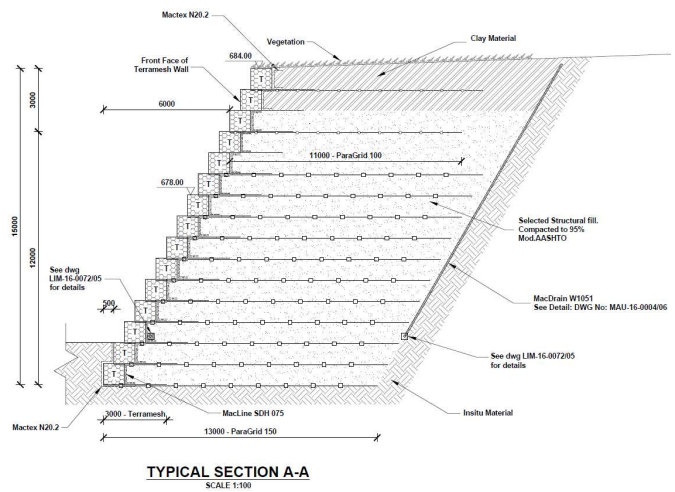 Mactex N20.2
Vegetation
Clay Material
Front Face of
Terramesh Wall
684.00
3000
6000
T
T
T
T
11000 - ParaGrid 100
T
678.00
T
T
T
15000
12000
Selected Structural fill.
Compacted to 95%
Mod.AASHTO
T
T
See dwg
LIM-16-0072/05
for details
T
500
MacDrain W1051
See Detail: DWG No: MAU-16-0004/06
T
T
See dwg LIM-16-0072/05
for details
T
T
3000 - Terramesh
MacLine SDH 075
Insitu Material
Mactex N20.2
13000 - ParaGrid 150
TYPICAL SECTION A-A
SCALE 1:100